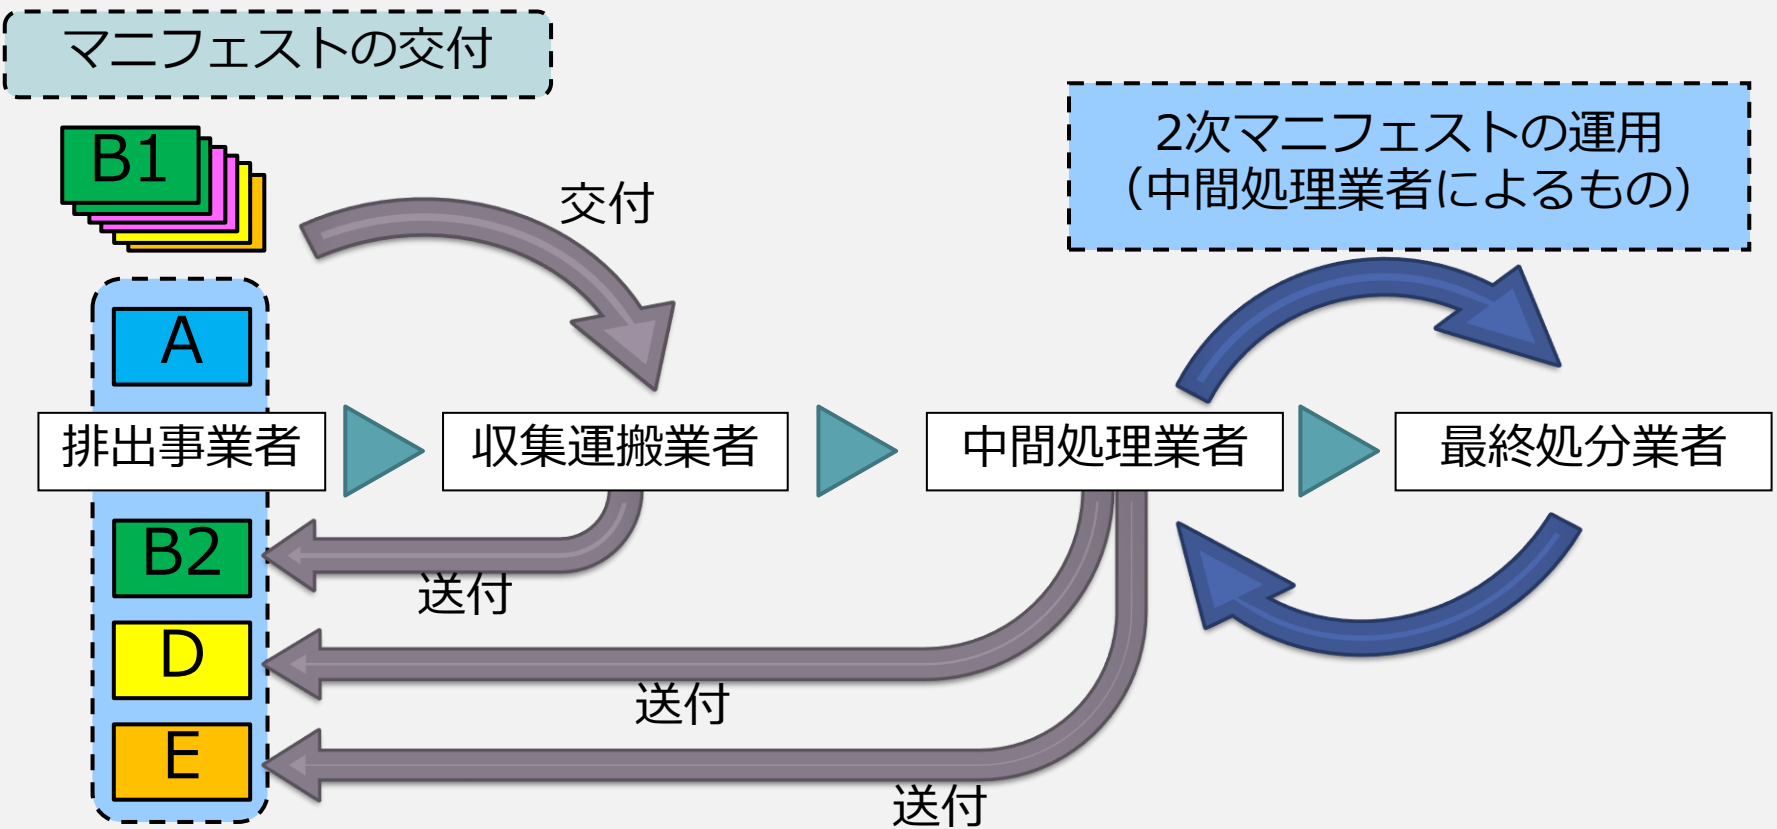 マニフェストの交付
B1
交付
2次マニフェストの運用
（中間処理業者によるもの）
A
排出事業者
収集運搬業者
中間処理業者
最終処分業者
B2
送付
D
送付
E
送付